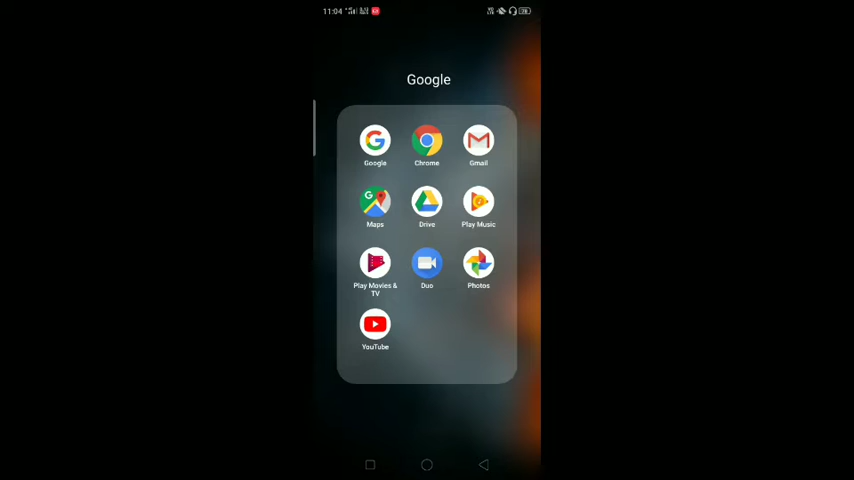 11:04
Google
Google Chrome Gmail
Maps Drive Play Music
Play Movies & TV Duo Photos
YouTube